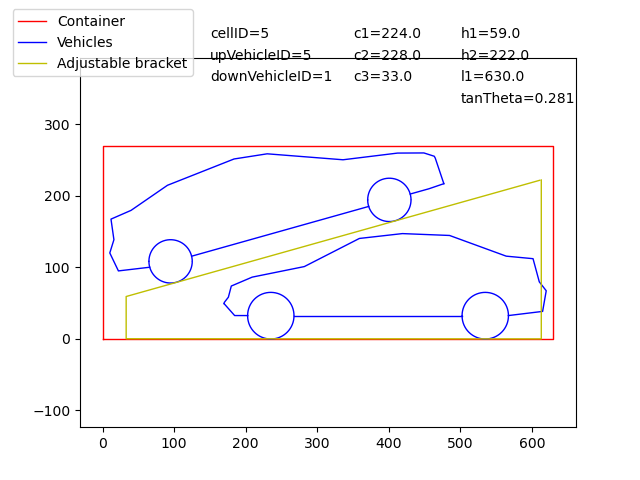 Container
Vehicles
Adjustable bracket
cellID=5 c1=224.0 h1=59.0
upVehicleID=5 c2=228.0 h2=222.0
downVehicleID=1 c3=33.0 l1=630.0
tanTheta=0.281
300
200
100
0
−100
0 100 200 300 400 500 600